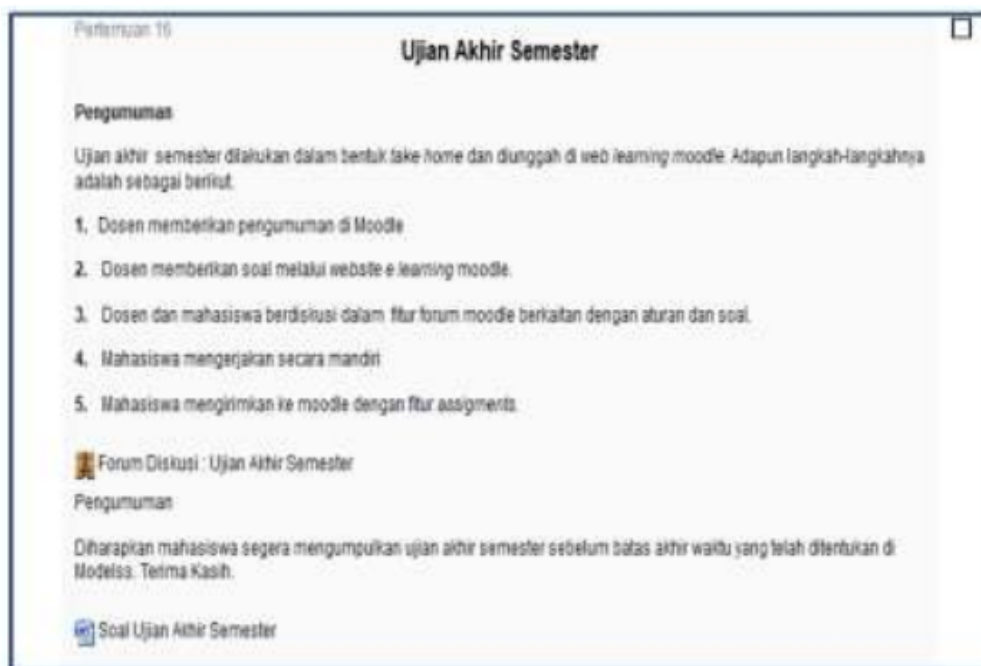 Pertemuan 16
Ujian Akhir Semester
Pengumuman
Ujian akhir semester dilakukan dalam bentuk take home dan diunggah di web learning moodle. Adapun langkah-langkahnya
adalah sebagai berikut.
1. Dosen memberikan pengumuman di Moodle
2. Dosen memberikan soal melalui website e learning moodle.
3. Dosen dan mahasiswa berdiskusi dalam fitur forum moodle berkaitan dengan aturan dan soal.
4. Mahasiswa mengerjakan secara mandiri
5. Mahasiswa mengirimkan ke moodle dengan fitur assigments.
Forum Diskusi : Ujian Akhir Semester
Pengumuman
Diharapkan mahasiswa segera mengumpulkan ujian akhir semester sebelum batas akhir waktu yang telah ditentukan di
Modelss. Terima Kasih.
Soal Ujian Akhir Semester